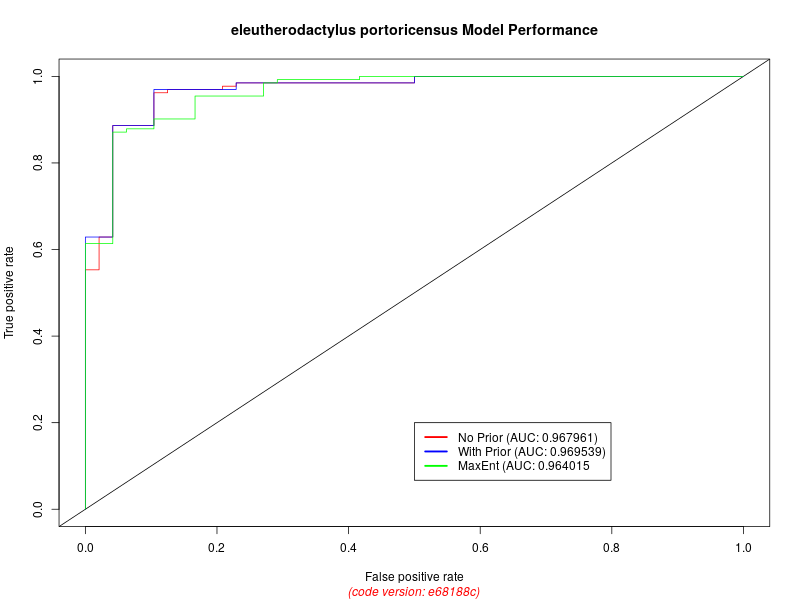 eleutherodactylus portoricensus Model Performance
True positive rate
1.0
0.8
0.6
0.4
0.2
0.0
No Prior (AUC: 0.967961)
With Prior (AUC: 0.969539)
MaxEnt (AUC: 0.964015
0.0 0.2 0.4 0.6 0.8 1.0
False positive rate
(code version: e68188c)